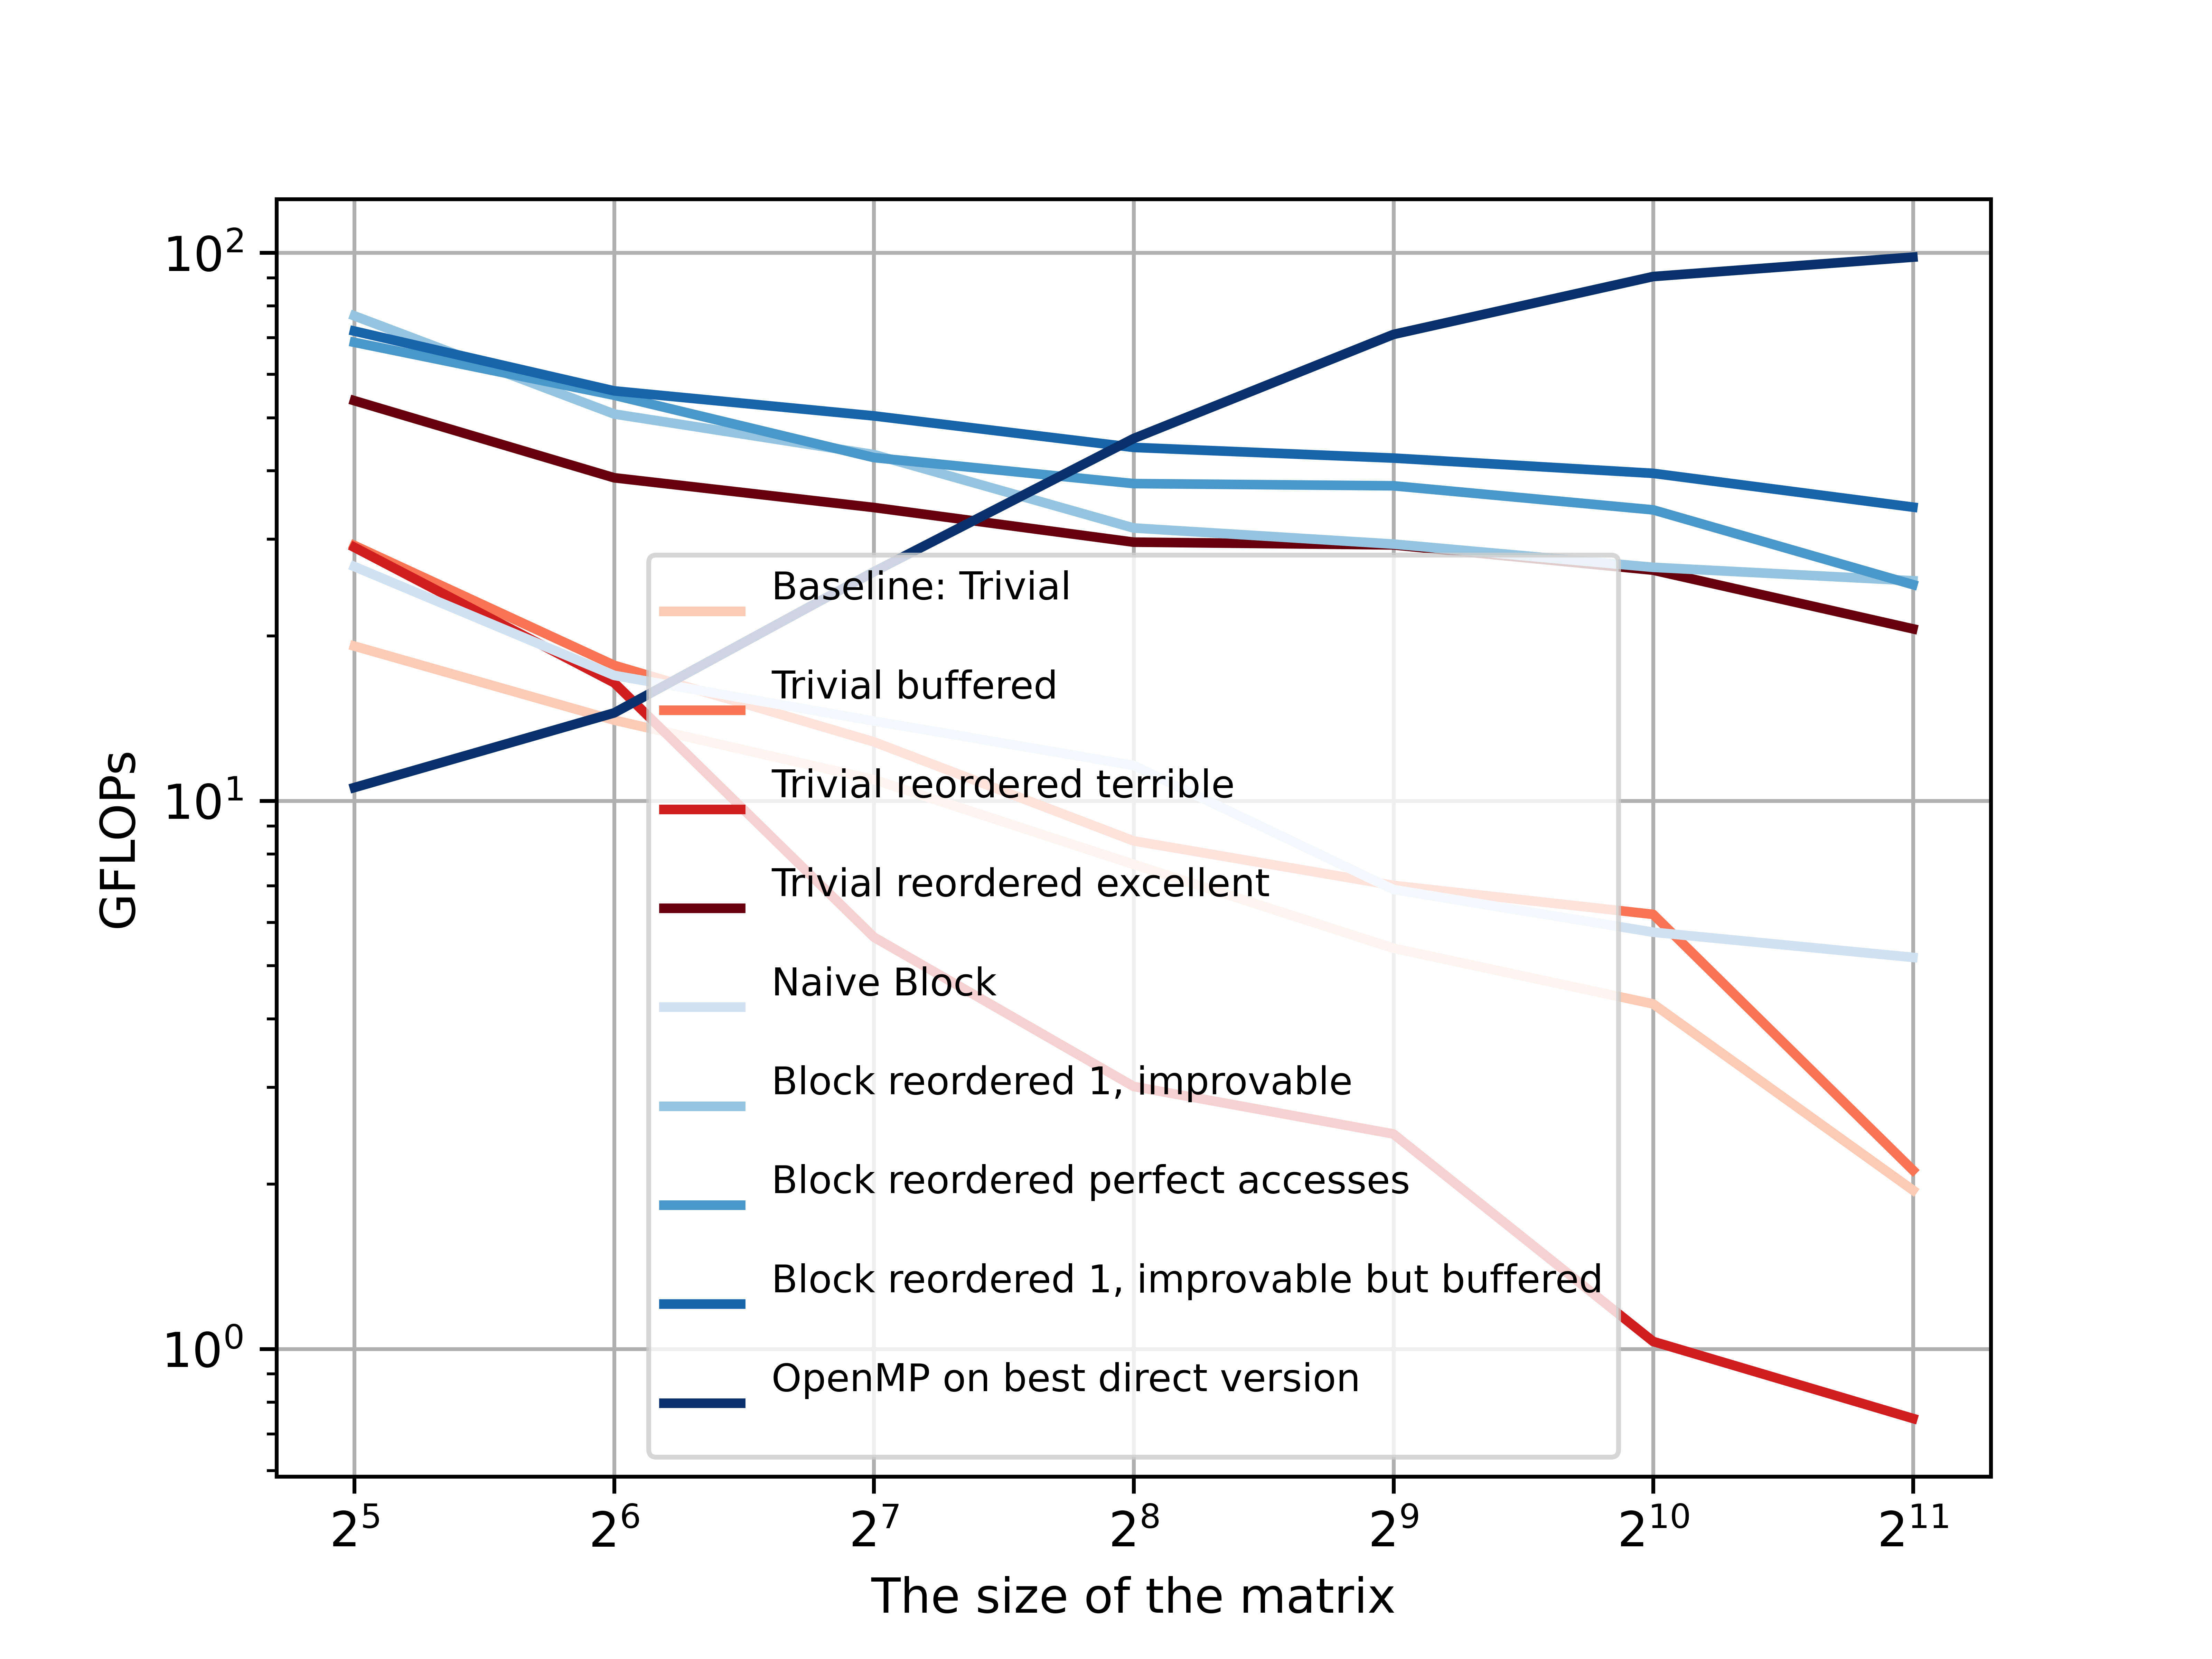 10²
10¹
10⁰
GFLOPs
Baseline: Trivial
Trivial buffered
Trivial reordered terrible
Trivial reordered excellent
Naive Block
Block reordered 1, improvable
Block reordered perfect accesses
Block reordered 1, improvable but buffered
OpenMP on best direct version
2⁵ 2⁶ 2⁷ 2⁸ 2⁹ 2¹⁰ 2¹¹
The size of the matrix